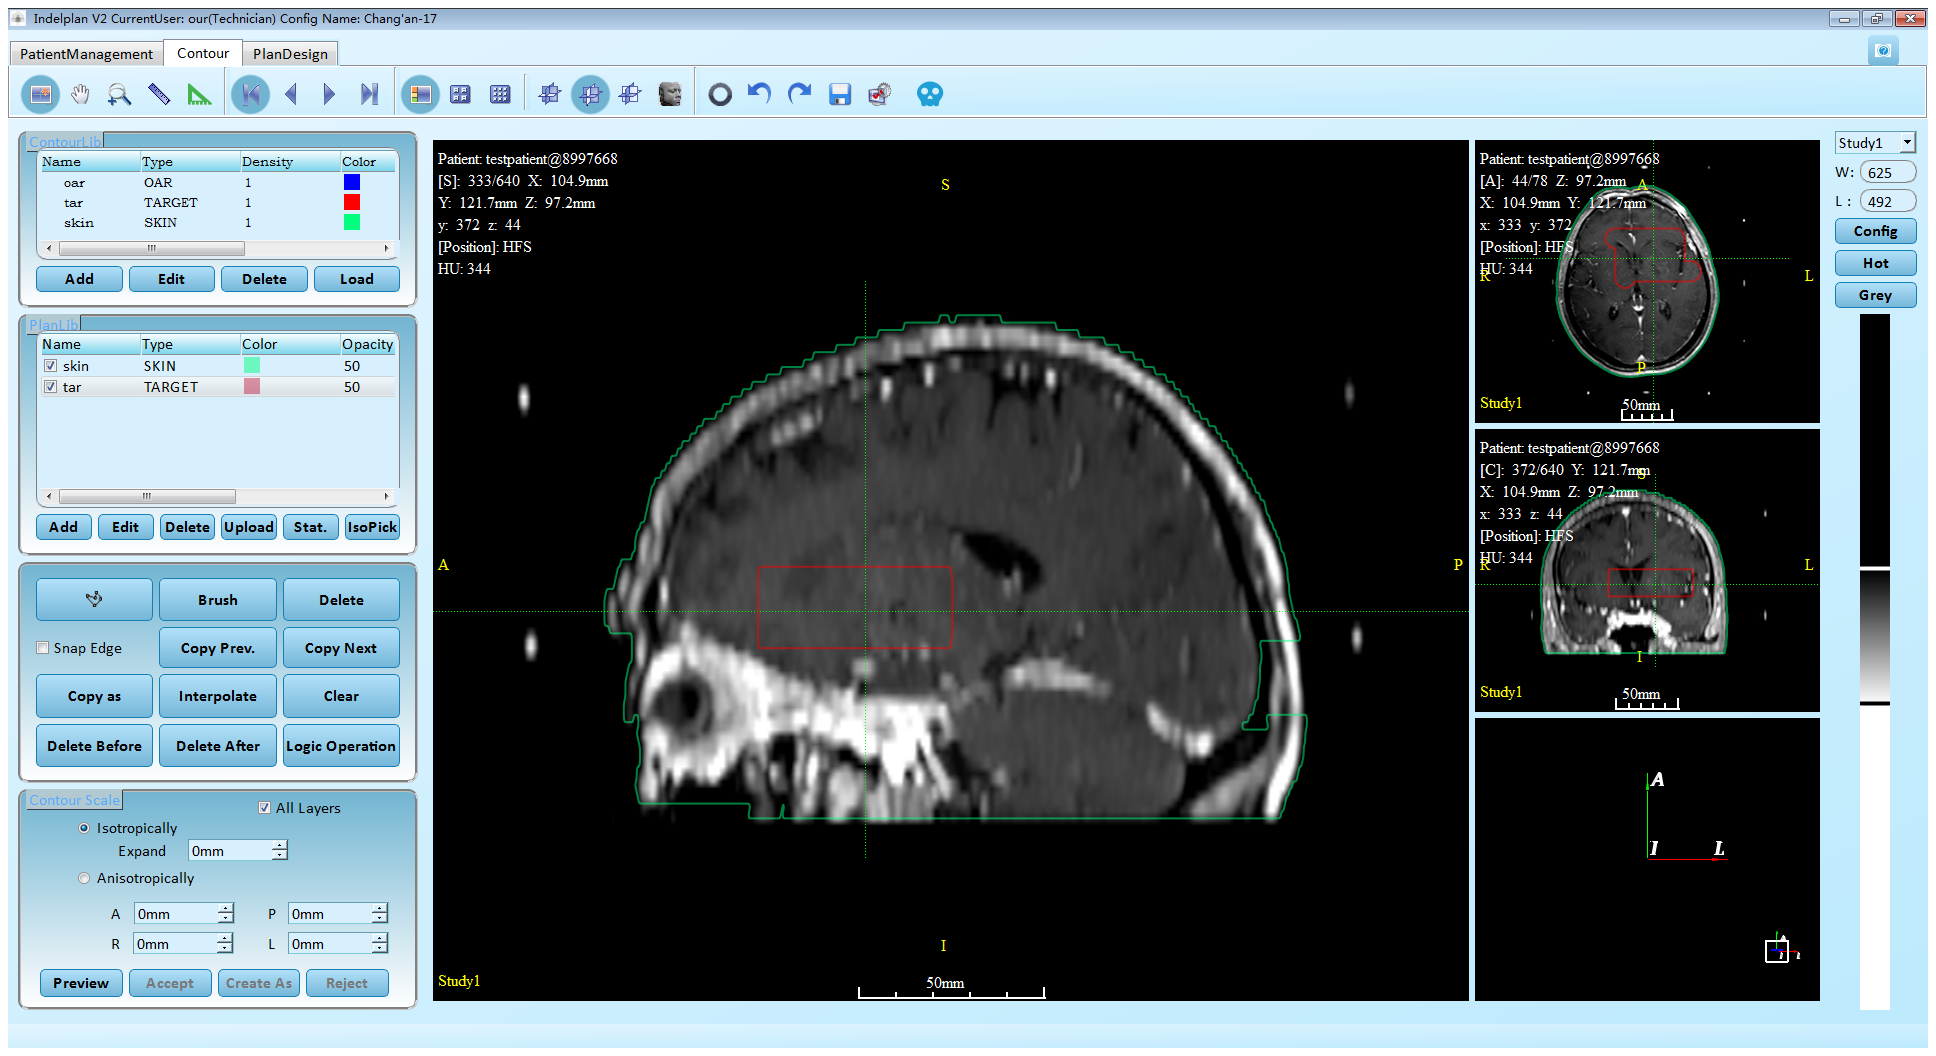 Indelplan V2 CurrentUser: our(Technician) Config Name: Chang'an-17
PatientManagement Contour PlanDesign
ContourLib
Name Type Density Color
oar OAR 1
tar TARGET 1
skin SKIN 1
Add Edit Delete Load
PlanLib
Name Type Color Opacity
skin SKIN 50
tar TARGET 50
Add Edit Delete Upload Stat. IsoPick
Brush Delete
Snap Edge Copy Prev. Copy Next
Copy as Interpolate Clear
Delete Before Delete After Logic Operation
Contour Scale
All Layers
Isotropically
Expand 0mm
Anisotropically
A 0mm P 0mm
R 0mm L 0mm
Preview Accept Create As Reject
Patient: testpatient@8997668
[S]: 333/640 X: 104.9mm
Y: 121.7mm Z: 97.2mm
y: 372 z: 44
[Position]: HFS
HU: 344
S
A
P
I
Study1
50mm
Patient: testpatient@8997668
[A]: 44/78 Z: 97.2mm
X: 104.9mm Y: 121.7mm
x: 333 y: 372
[Position]: HFS
HU: 344
A
R
L
P
Study1
50mm
Patient: testpatient@8997668
[C]: 372/640 Y: 121.7mm
X: 104.9mm Z: 97.2mm
x: 333 z: 44
[Position]: HFS
HU: 344
S
R
L
I
Study1
50mm
A
I L
Study1
W: 625
L: 492
Config
Hot
Grey